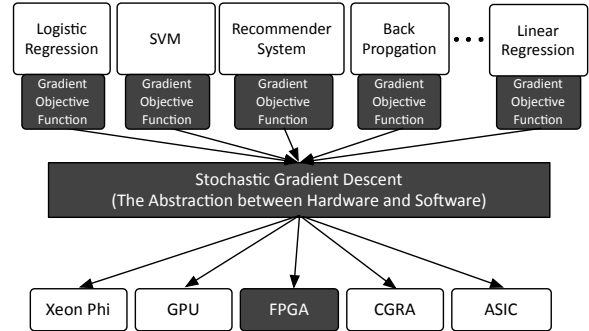 Logistic
Regression
SVM
Recommender
System
Back
Propgation
Linear
Regression
Gradient
Objective
Function
Gradient
Objective
Function
Gradient
Objective
Function
Gradient
Objective
Function
Gradient
Objective
Function
Stochastic Gradient Descent
(The Abstraction between Hardware and Software)
Xeon Phi
GPU
FPGA
CGRA
ASIC